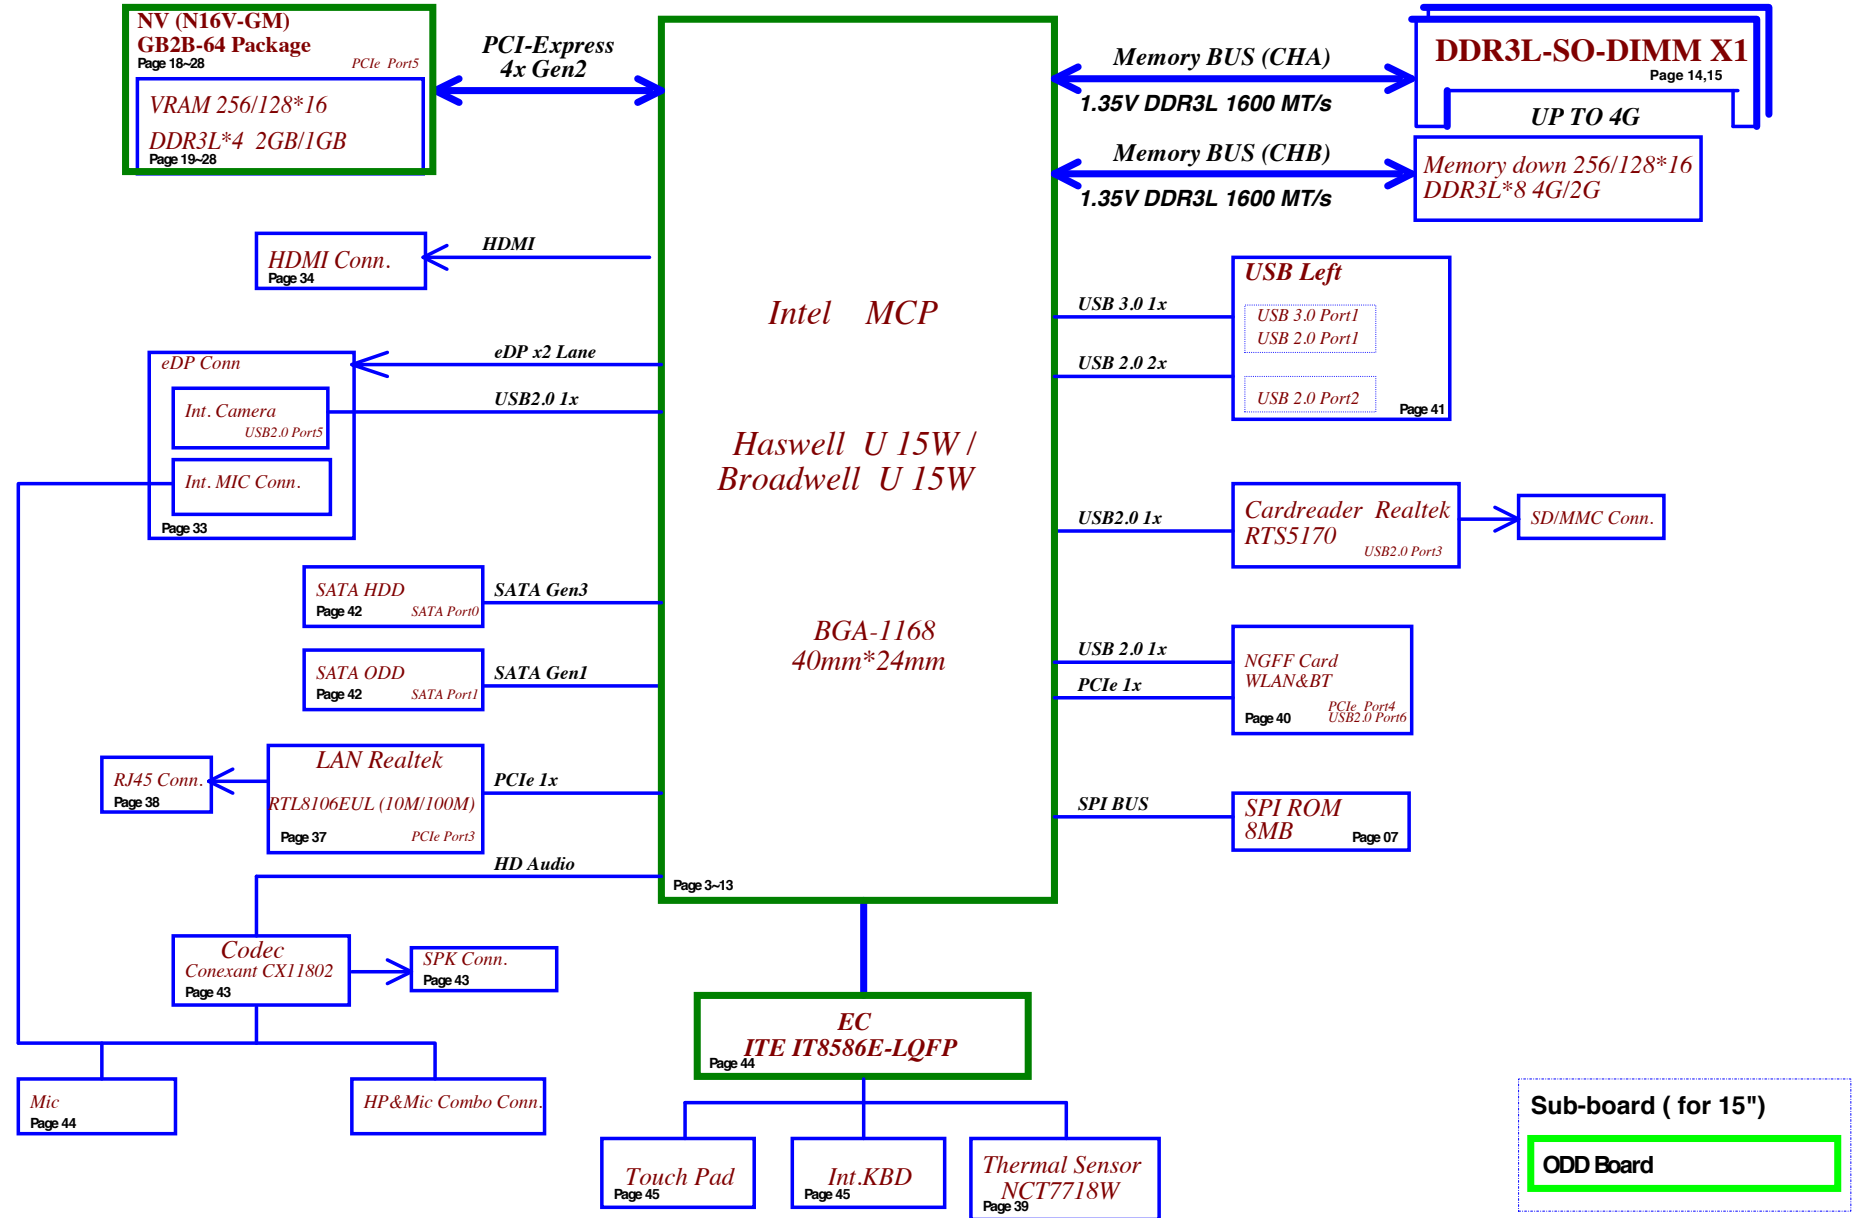 NV (N16V-GM)
GB2B-64 Package
Page 18~28
PCIe Port5
VRAM 256/128*16
DDR3L*4 2GB/1GB
Page 19~28
PCI-Express
4x Gen2
Memory BUS (CHA)
1.35V DDR3L 1600 MT/s
DDR3L-SO-DIMM X1
Page 14,15
UP TO 4G
Memory BUS (CHB)
1.35V DDR3L 1600 MT/s
Memory down 256/128*16
DDR3L*8 4G/2G
HDMI Conn.
Page 34
HDMI
eDP Conn
eDP x2 Lane
Int. Camera
USB2.0 Port5
USB2.0 1x
Int. MIC Conn.
Page 33
Intel MCP
Haswell U 15W /
Broadwell U 15W
BGA-1168
40mm*24mm
Page 3~13
USB Left
USB 3.0 1x
USB 3.0 Port1
USB 2.0 Port1
USB 2.0 2x
USB 2.0 Port2
Page 41
USB2.0 1x
Cardreader Realtek
RTS5170
USB2.0 Port3
SD/MMC Conn.
SATA HDD
Page 42
SATA Port0
SATA Gen3
SATA ODD
Page 42
SATA Port1
SATA Gen1
USB 2.0 1x
PCIe 1x
NGFF Card
WLAN&BT
PCIe Port4
USB2.0 Port6
Page 40
RJ45 Conn.
Page 38
LAN Realtek
RTL8106EUL (10M/100M)
Page 37
PCIe Port3
PCIe 1x
SPI BUS
SPI ROM
8MB
Page 07
HD Audio
Codec
Conexant CX11802
Page 43
SPK Conn.
Page 43
Mic
Page 44
HP&Mic Combo Conn.
EC
ITE IT8586E-LQFP
Page 44
Touch Pad
Page 45
Int.KBD
Page 45
Thermal Sensor
NCT7718W
Page 39
Sub-board ( for 15")
ODD Board